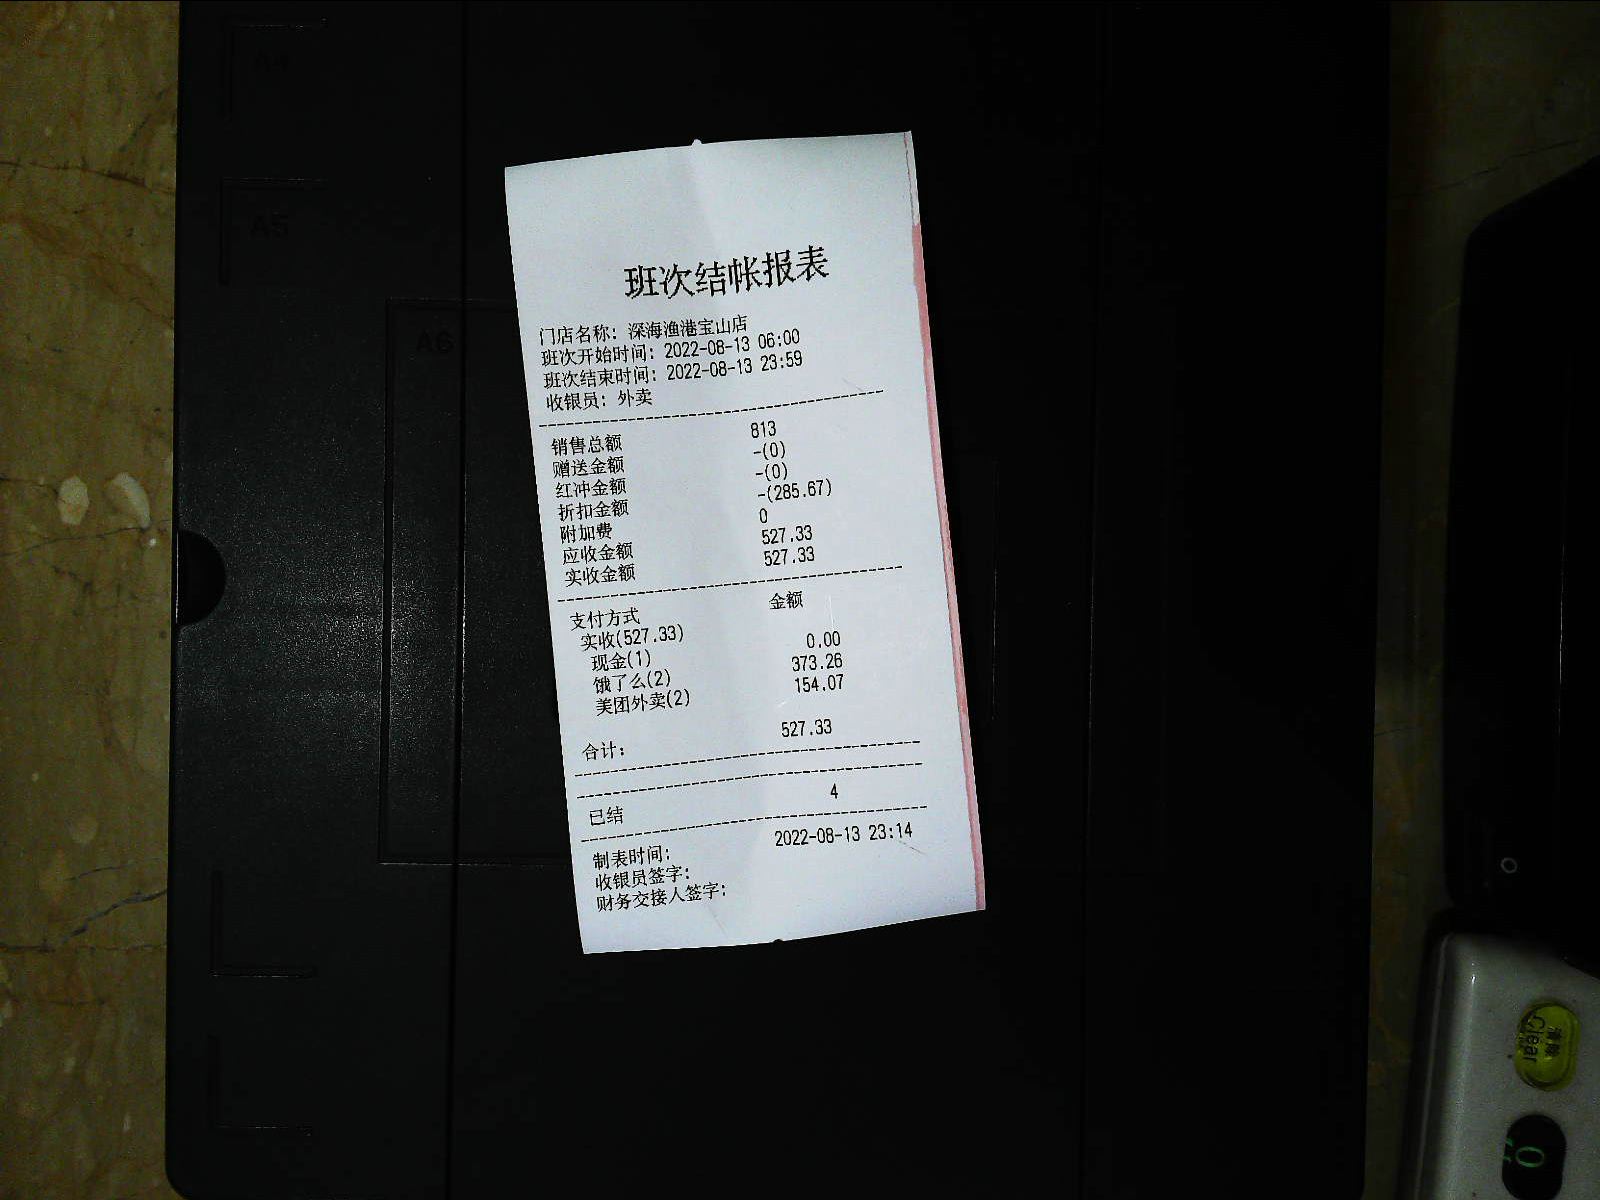 A4
A5
A6
班次结帐报表
门店名称: 深海渔港宝山店
班次开始时间: 2022-08-13 06:00
班次结束时间: 2022-08-13 23:59
收银员: 外卖
销售总额 813
赠送金额 -(0)
红冲金额 -(0)
折扣金额 -(285.67)
附加费 0
应收金额 527.33
实收金额 527.33
支付方式 金额
实收(527.33)
现金(1) 0.00
饿了么(2) 373.26
美团外卖(2) 154.07
合计: 527.33
已结 4
制表时间: 2022-08-13 23:14
收银员签字:
财务交接人签字:
清除
Clear
0